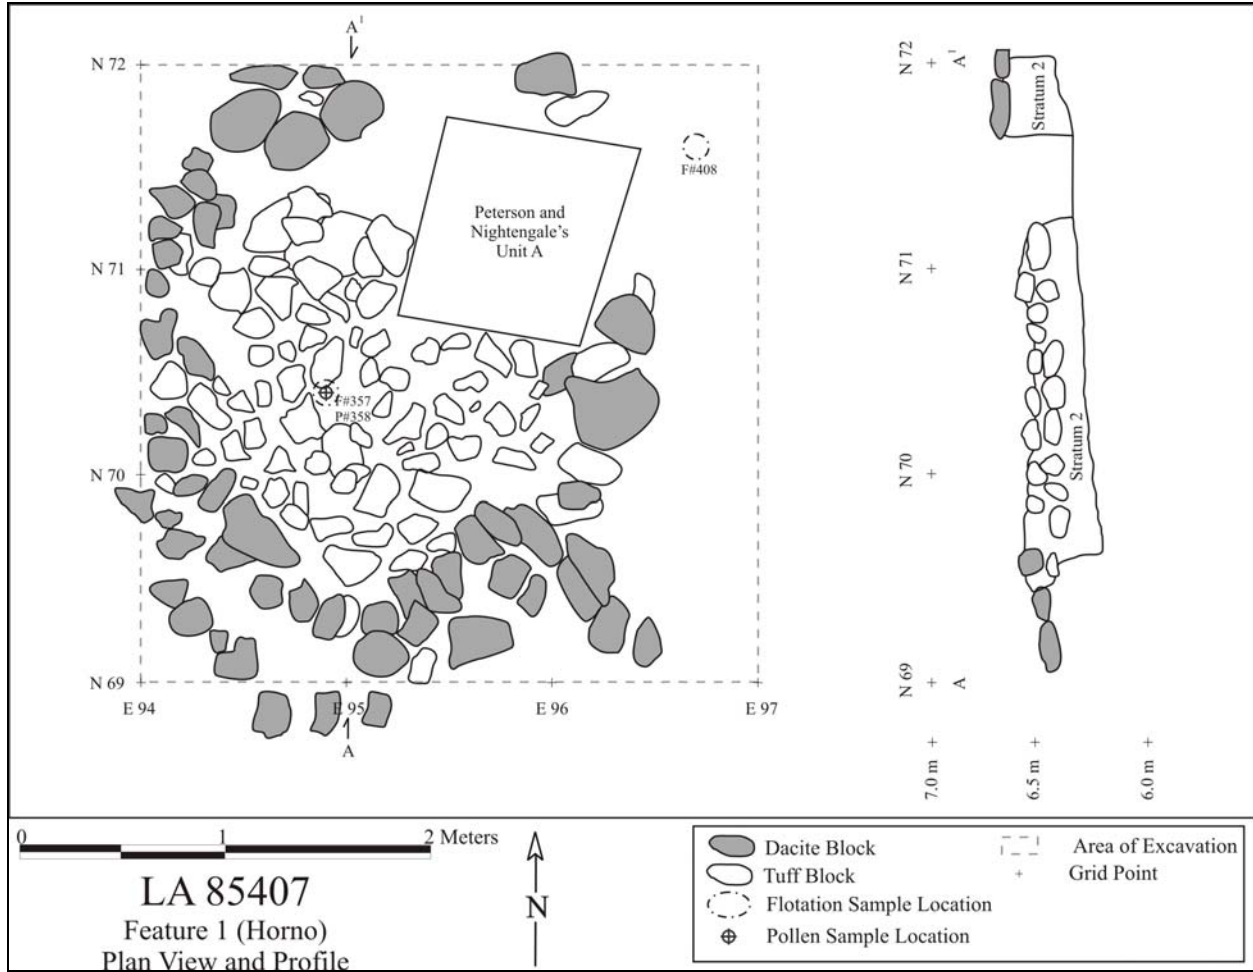 A¹
N 72
F#408
Peterson and
Nightengale's
Unit A
N 71
F#357
P#358
N 70
N 69
E 94
E 95
E 96
E 97
A
N 72
A¹
Stratum 2
N 71
Stratum 2
N 70
N 69
A
7.0 m
6.5 m
6.0 m
0 1 2 Meters
LA 85407
Feature 1 (Horno)
Plan View and Profile
N
Dacite Block
Tuff Block
Flotation Sample Location
Pollen Sample Location
Area of Excavation
Grid Point